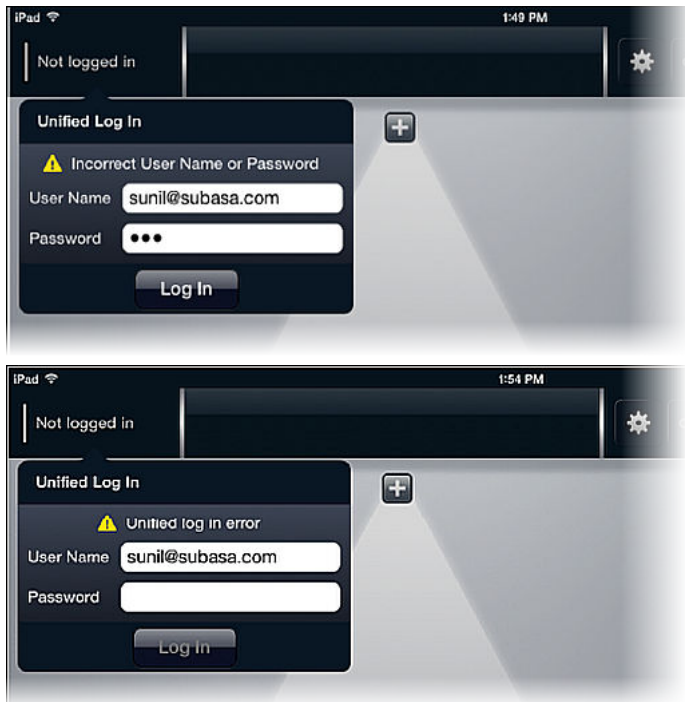 iPad 1:49 PM
Not logged in
Unified Log In
Incorrect User Name or Password
User Name sunil@subasa.com
Password •••
Log In
iPad 1:54 PM
Not logged in
Unified Log In
Unified log in error
User Name sunil@subasa.com
Password
Log In